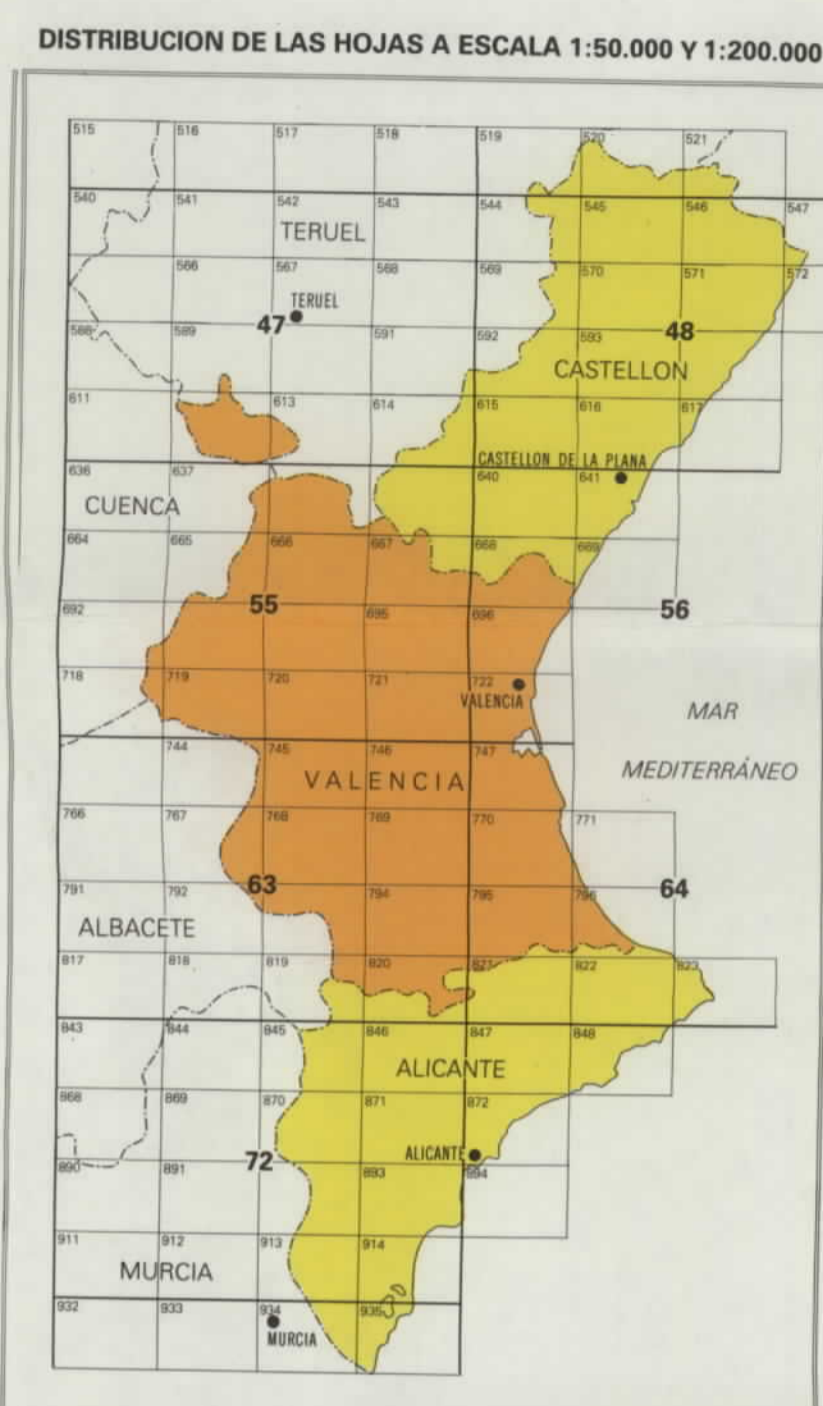 DISTRIBUCION DE LAS HOJAS A ESCALA 1:50.000 Y 1:200.000
515 516 517 518 519 520 521
540 541 542 543 544 545 546 547
TERUEL
566 567 568 569 570 571 572
TERUEL
47
48
588 589 591 592 593
CASTELLON
611 613 614 615 616 617
CASTELLON DE LA PLANA
636 637 640 641
CUENCA
664 665 666 667 668 669
55
56
692 695 696
718 719 720 721 722
VALENCIA
MAR
744 745 746 747
MEDITERRÁNEO
VALENCIA
766 767 768 769 770 771
63
64
791 792 794 795 796
ALBACETE
817 818 819 820 821 822 823
843 844 845 846 847 848
ALICANTE
868 869 870 871 872
ALICANTE
72
890 891 893 894
911 912 913 914
MURCIA
932 933 934 935
MURCIA